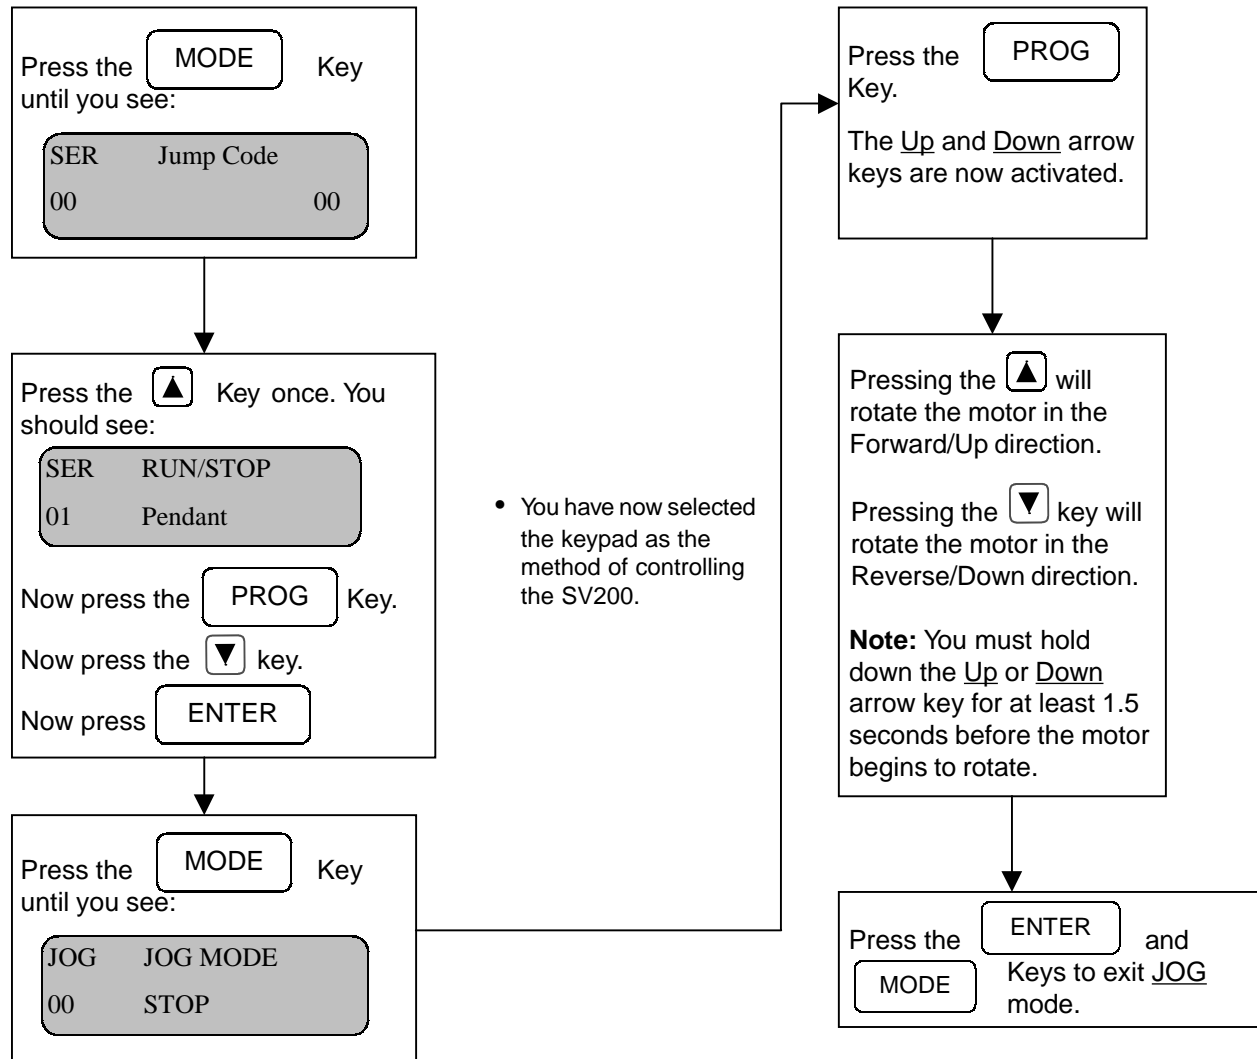 Press the MODE Key
until you see:
SER Jump Code
00 00
Press the ▲ Key once. You
should see:
SER RUN/STOP
01 Pendant
Now press the PROG Key.
Now press the ▼ key.
Now press ENTER
Press the MODE Key
until you see:
JOG JOG MODE
00 STOP
• You have now selected
the keypad as the
method of controlling
the SV200.
Press the PROG
Key.
The Up and Down arrow
keys are now activated.
Pressing the ▲ will
rotate the motor in the
Forward/Up direction.
Pressing the ▼ key will
rotate the motor in the
Reverse/Down direction.
Note: You must hold
down the Up or Down
arrow key for at least 1.5
seconds before the motor
begins to rotate.
Press the ENTER and
MODE Keys to exit JOG
mode.